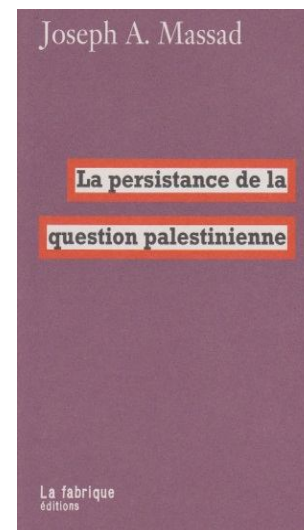 Joseph A. Massad
La persistance de la
question palestinienne
La fabrique
éditions